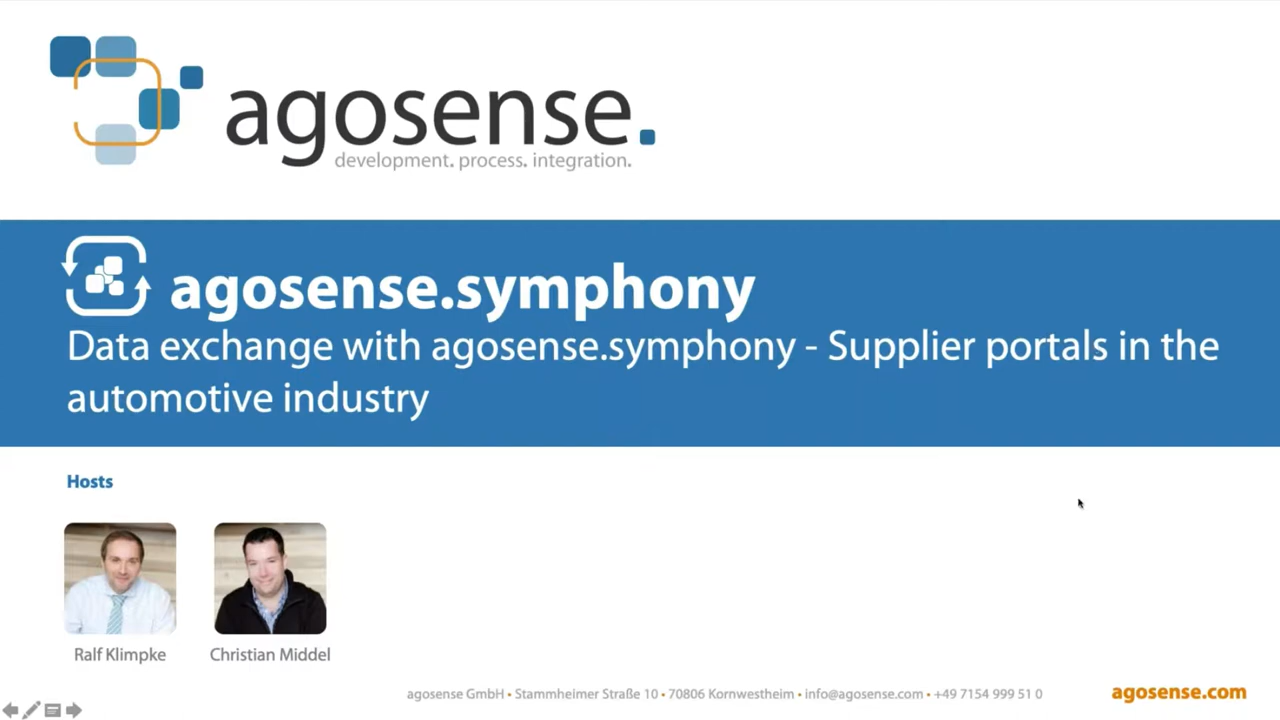 agosense.
development. process. integration.
agosense.symphony
Data exchange with agosense.symphony - Supplier portals in the
automotive industry
Hosts
Ralf Klimpke
Christian Middel
agosense GmbH • Stammheimer Straße 10 • 70806 Kornwestheim • info@agosense.com • +49 7154 999 51 0
agosense.com